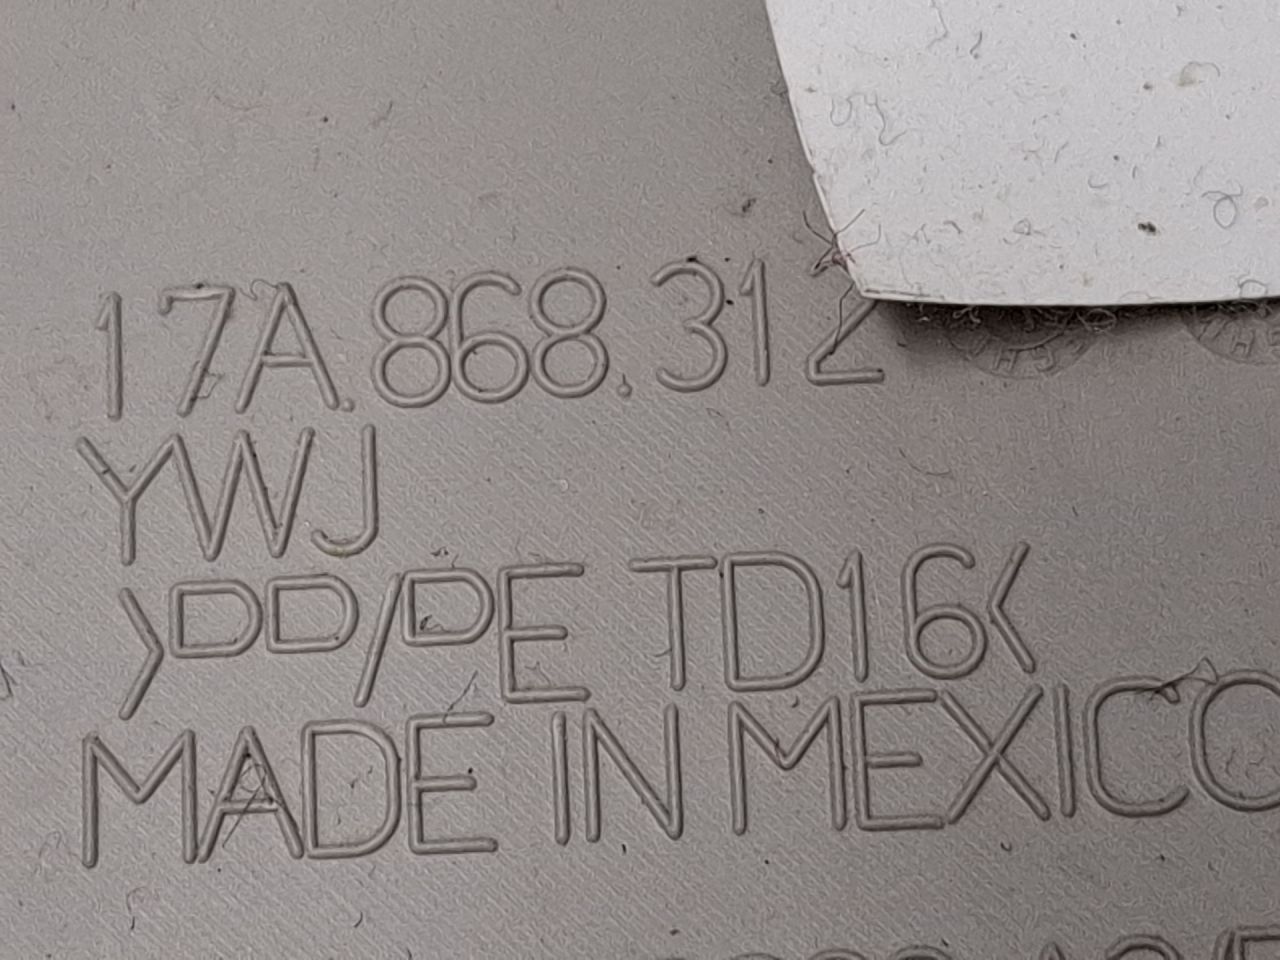 17A.868.312
YWJ
>PP/PE TD16<
MADE IN MEXICO